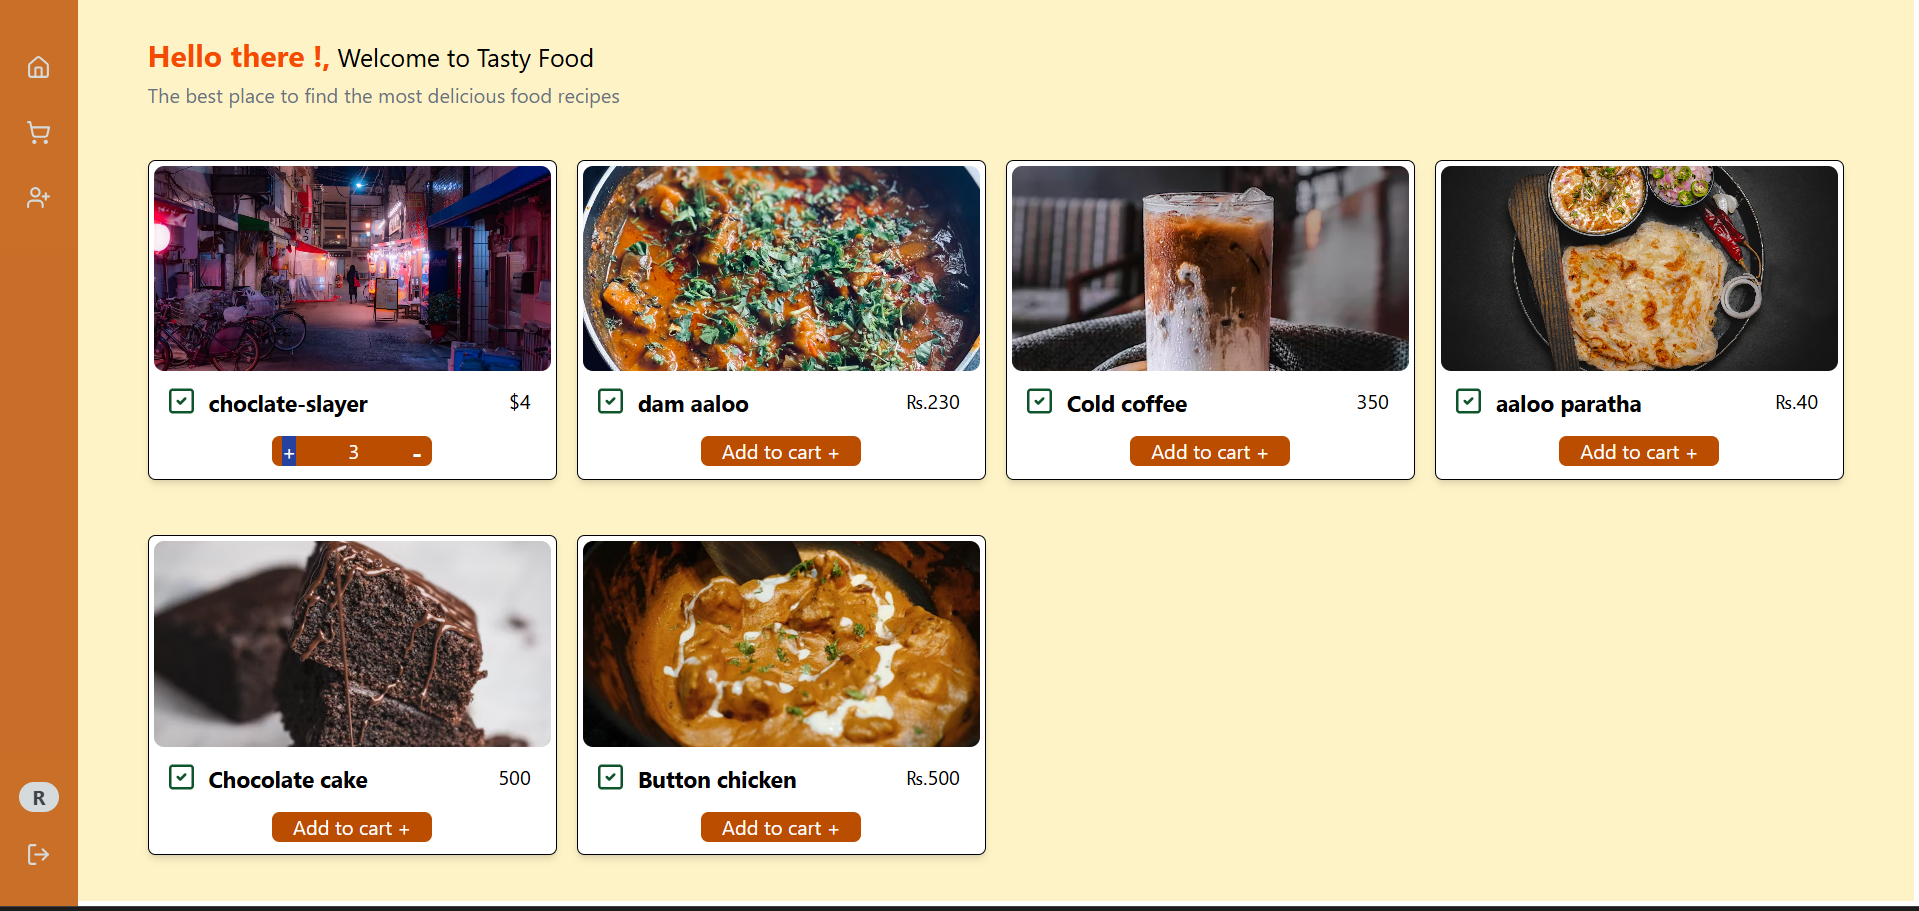 Hello there !, Welcome to Tasty Food
The best place to find the most delicious food recipes
choclate-slayer $4
+ 3 -
dam aaloo Rs.230
Add to cart +
Cold coffee 350
Add to cart +
aaloo paratha Rs.40
Add to cart +
Chocolate cake 500
Add to cart +
Button chicken Rs.500
Add to cart +
R